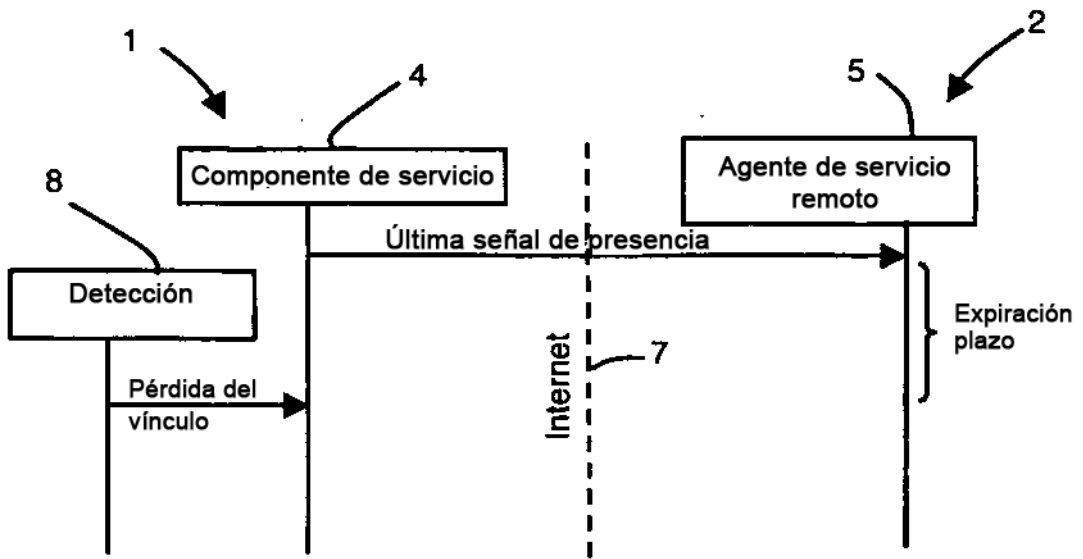 1
2
4
5
Componente de servicio
Agente de servicio
remoto
8
Última señal de presencia
Detección
Expiración
plazo
7
Internet
Pérdida del
vínculo